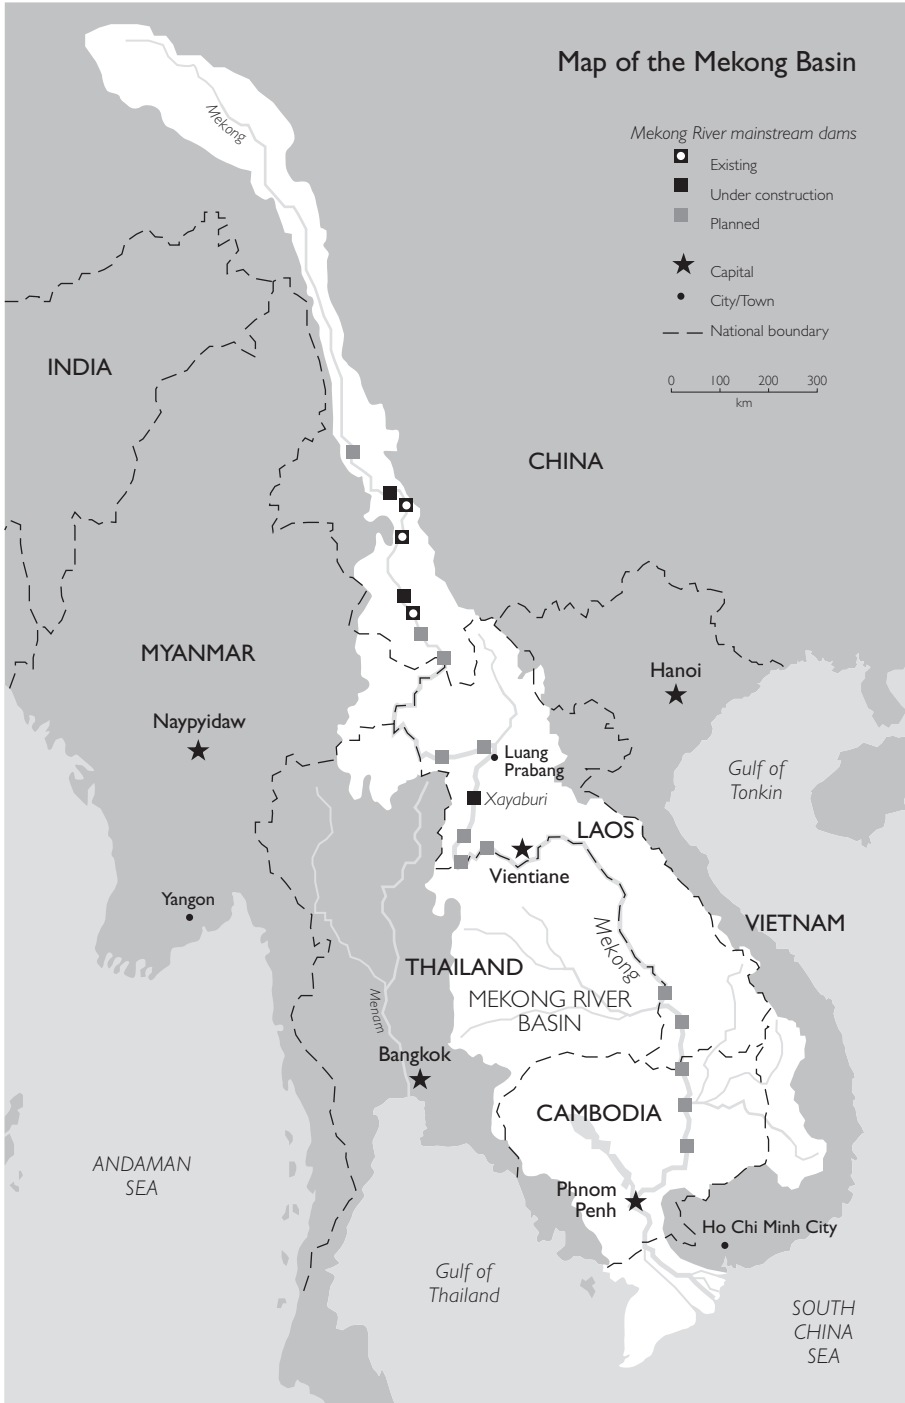 Map of the Mekong Basin
Mekong River mainstream dams
Existing
Under construction
Planned
Capital
City/Town
National boundary
0 100 200 300
km
Mekong
INDIA
CHINA
MYANMAR
Hanoi
Naypyidaw
Luang
Prabang
Gulf of
Tonkin
Xayaburi
LAOS
Vientiane
Yangon
VIETNAM
Mekong
THAILAND
MEKONG RIVER
BASIN
Menam
Bangkok
CAMBODIA
ANDAMAN
SEA
Phnom
Penh
Ho Chi Minh City
Gulf of
Thailand
SOUTH
CHINA
SEA